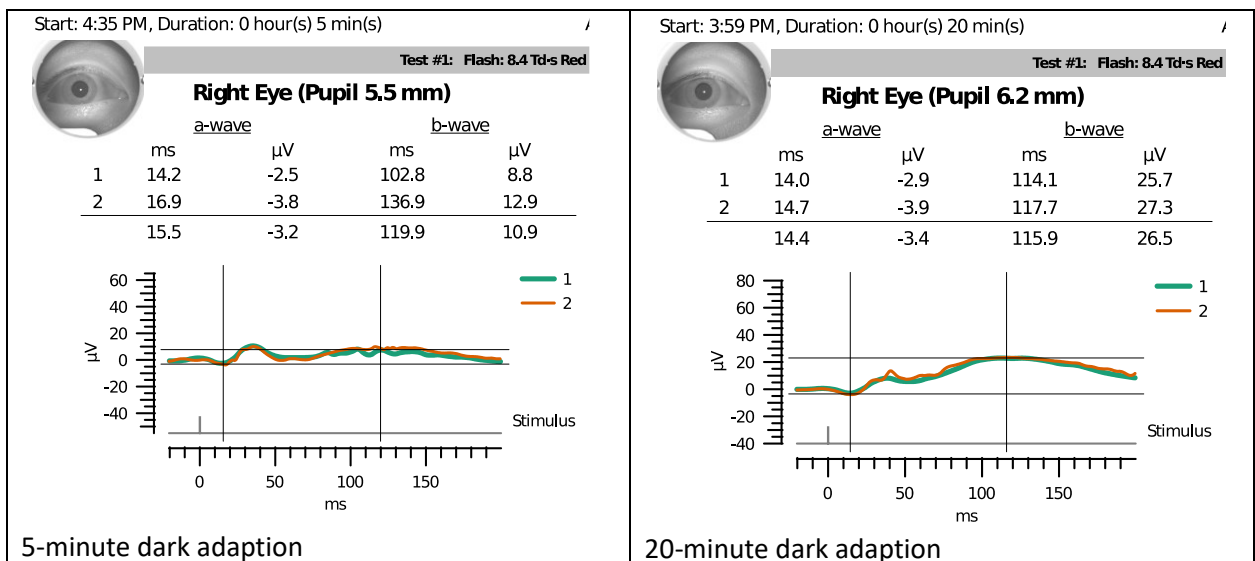 Start: 4:35 PM, Duration: 0 hour(s) 5 min(s)
Test #1: Flash: 8.4 Td·s Red
Right Eye (Pupil 5.5 mm)
a-wave b-wave
ms µV ms µV
1 14.2 -2.5 102.8 8.8
2 16.9 -3.8 136.9 12.9
15.5 -3.2 119.9 10.9
60
40
20
0
-20
-40
µV
1
2
Stimulus
0 50 100 150
ms
5-minute dark adaption
Start: 3:59 PM, Duration: 0 hour(s) 20 min(s)
Test #1: Flash: 8.4 Td·s Red
Right Eye (Pupil 6.2 mm)
a-wave b-wave
ms µV ms µV
1 14.0 -2.9 114.1 25.7
2 14.7 -3.9 117.7 27.3
14.4 -3.4 115.9 26.5
80
60
40
20
0
-20
-40
µV
1
2
Stimulus
0 50 100 150
ms
20-minute dark adaption